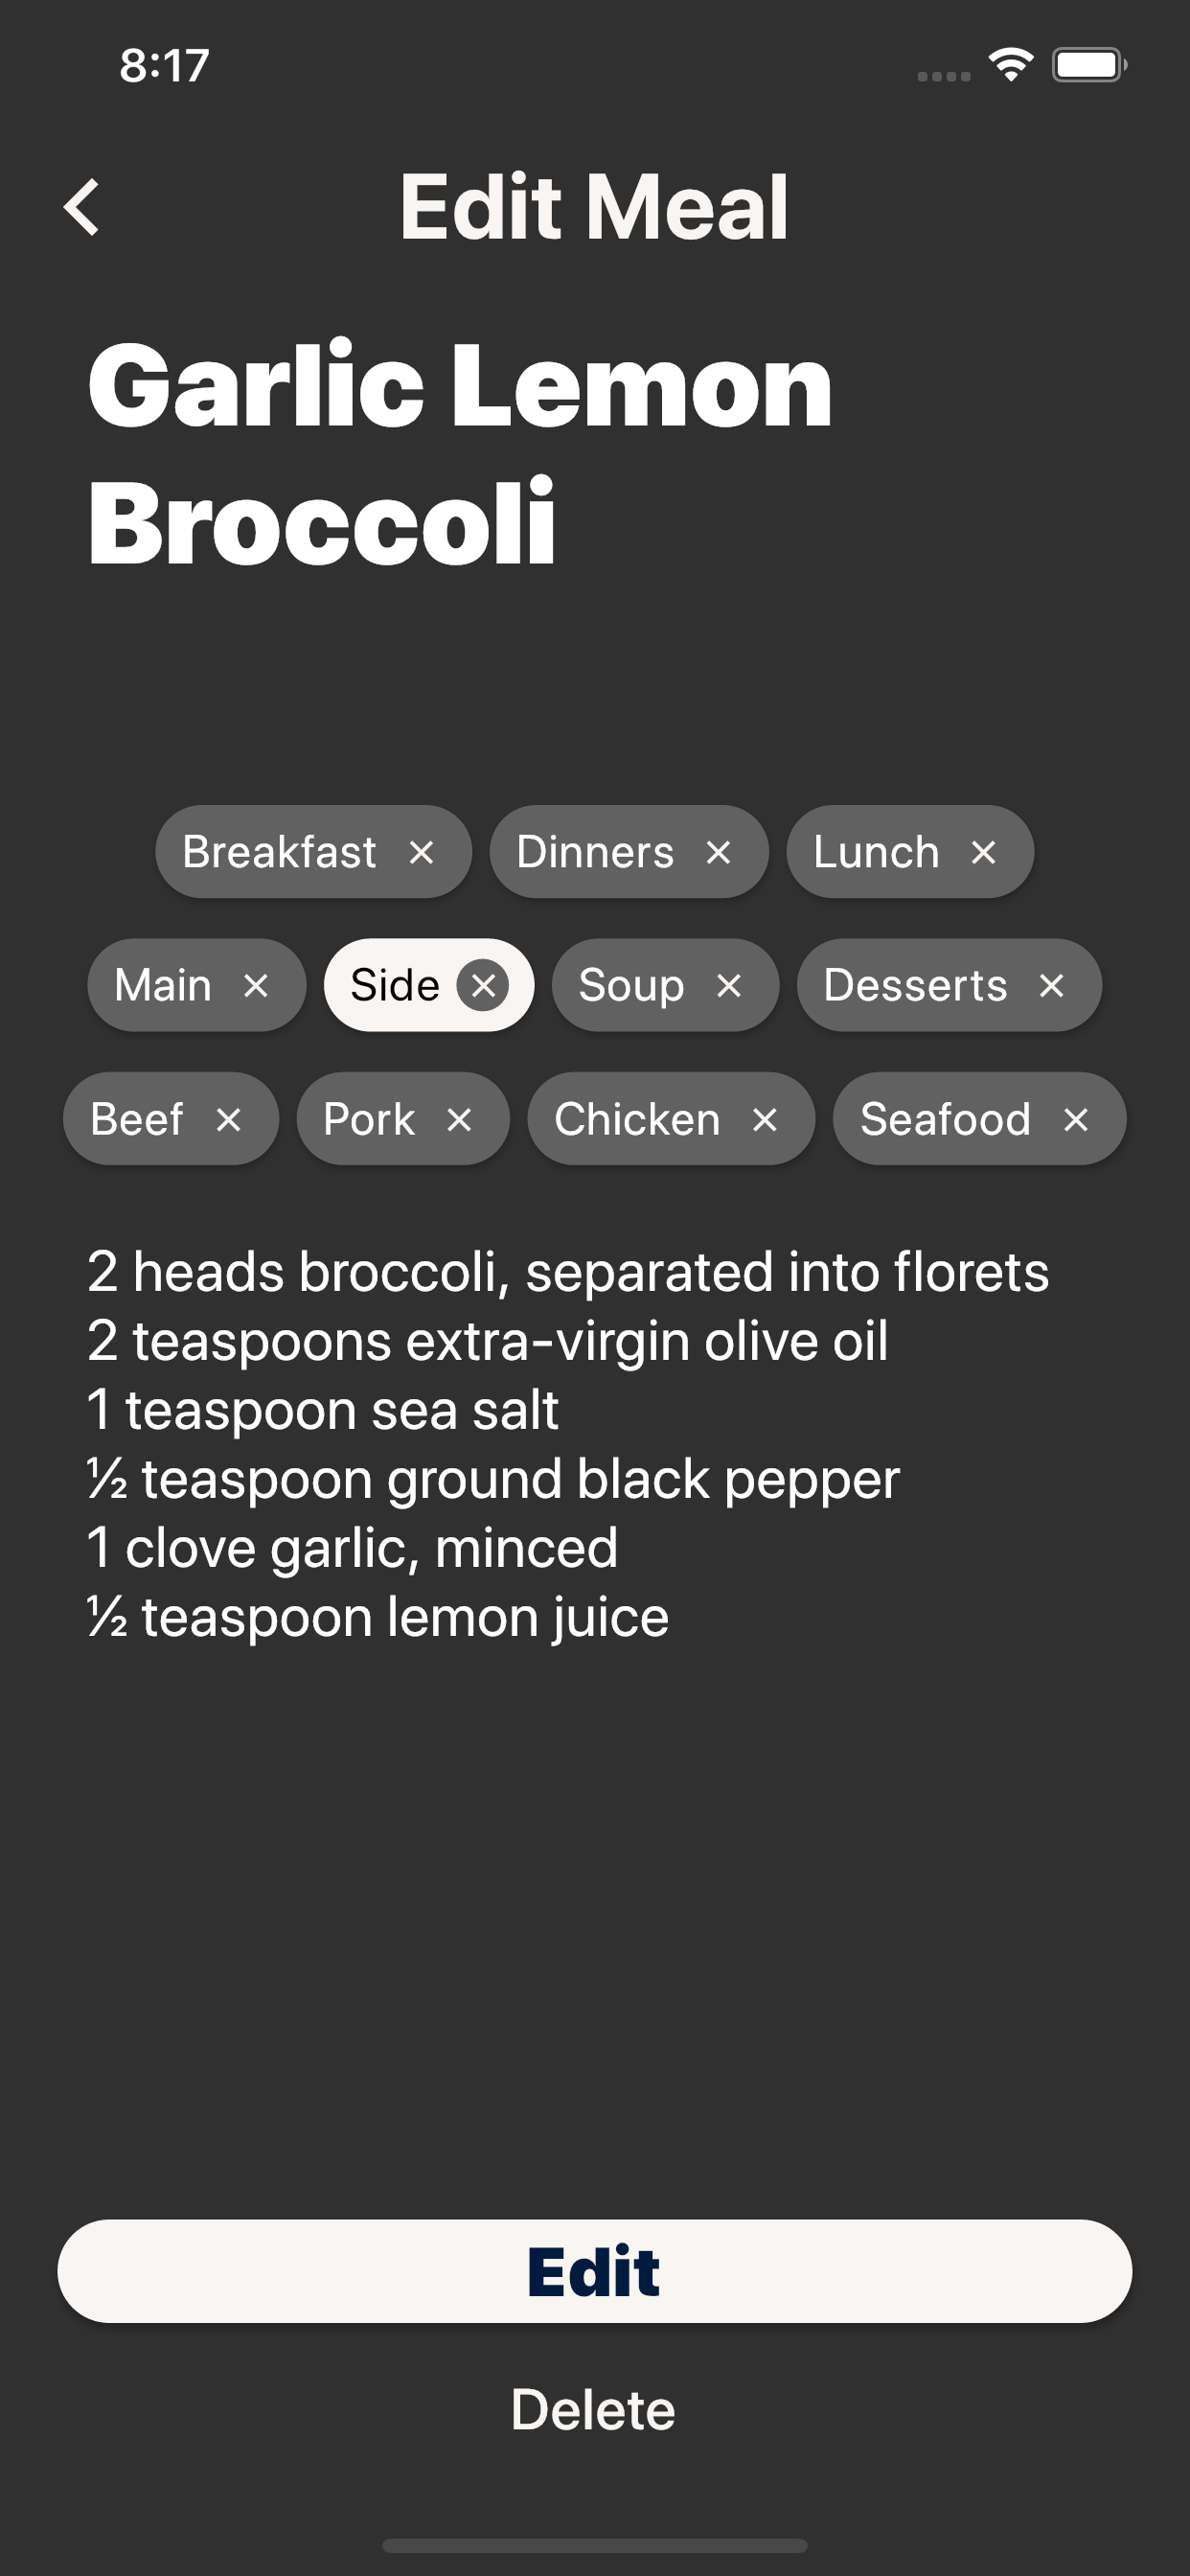 8:17
Edit Meal
Garlic Lemon
Broccoli
Breakfast × Dinners × Lunch ×
Main × Side × Soup × Desserts ×
Beef × Pork × Chicken × Seafood ×
2 heads broccoli, separated into florets
2 teaspoons extra-virgin olive oil
1 teaspoon sea salt
½ teaspoon ground black pepper
1 clove garlic, minced
½ teaspoon lemon juice
Edit
Delete